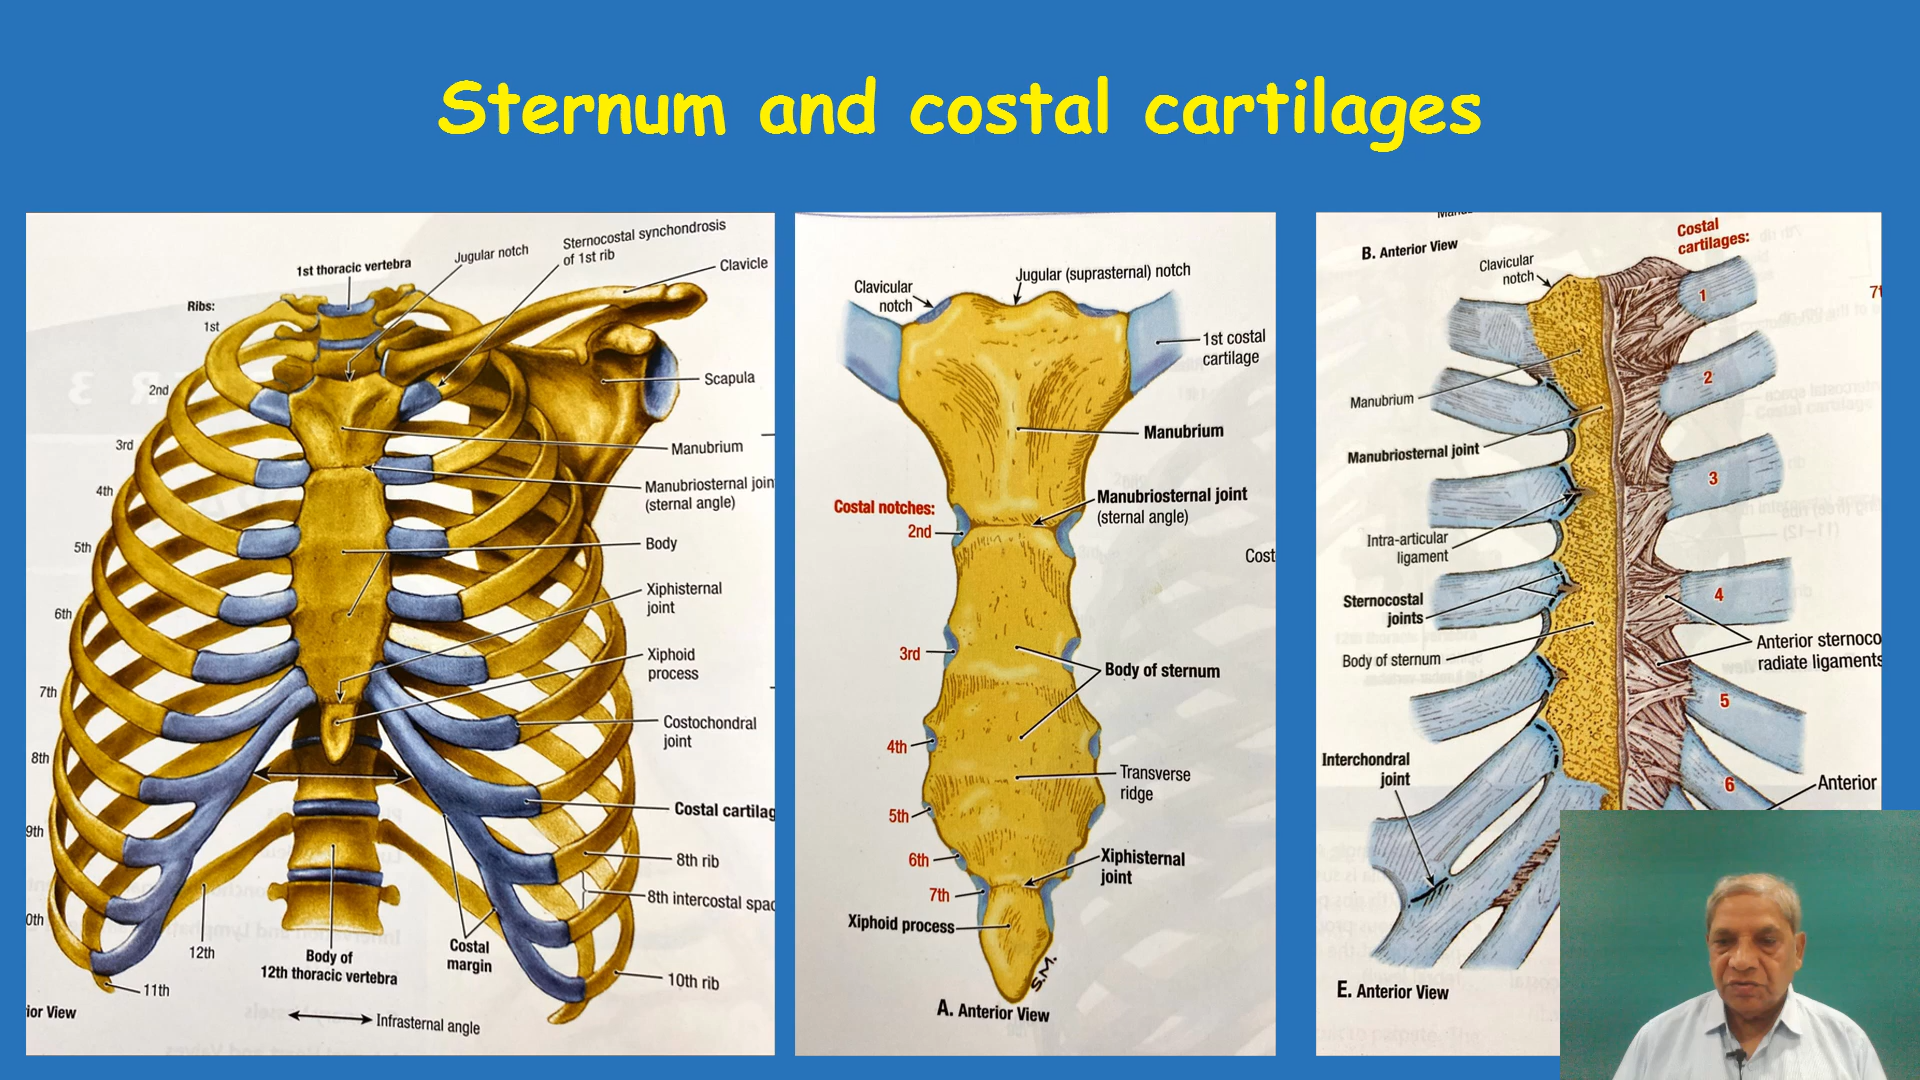 Sternum and costal cartilages
1st thoracic vertebra
Jugular notch
Sternocostal synchondrosis
of 1st rib
Clavicle
Ribs:
1st
2nd
3rd
4th
5th
6th
7th
8th
9th
0th
11th
12th
Scapula
Manubrium
Manubriosternal join
(sternal angle)
Body
Xiphisternal
joint
Xiphoid
process
Costochondral
joint
Costal cartilag
8th rib
8th intercostal spac
10th rib
Costal
margin
Body of
12th thoracic vertebra
ior View
Infrasternal angle
Clavicular
notch
Jugular (suprasternal) notch
1st costal
cartilage
Manubrium
Costal notches:
2nd
Manubriosternal joint
(sternal angle)
Cost
3rd
Body of sternum
4th
Transverse
ridge
5th
6th
Xiphisternal
joint
7th
Xiphoid process
S.M.
A. Anterior View
B. Anterior View
Costal
cartilages:
Clavicular
notch
1
7t
2
Manubrium
Manubriosternal joint
3
Intra-articular
ligament
4
Sternocostal
joints
Body of sternum
Anterior sternoco
radiate ligaments
5
Interchondral
joint
6
Anterior
E. Anterior View